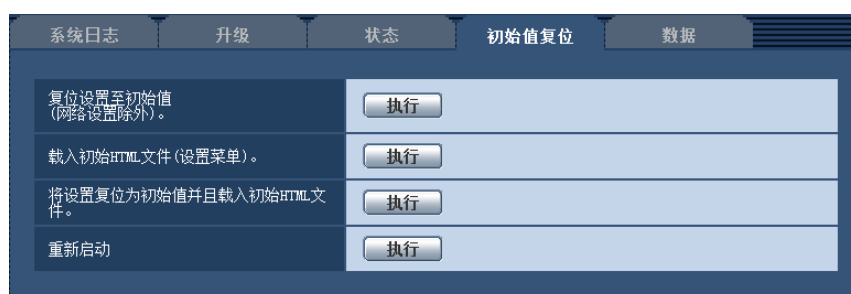 系统日志 升级 状态 初始值复位 数据
复位设置至初始值
(网络设置除外)。
执行
载入初始HTML文件(设置菜单)。
执行
将设置复位为初始值并且载入初始HTML文
件。
执行
重新启动
执行